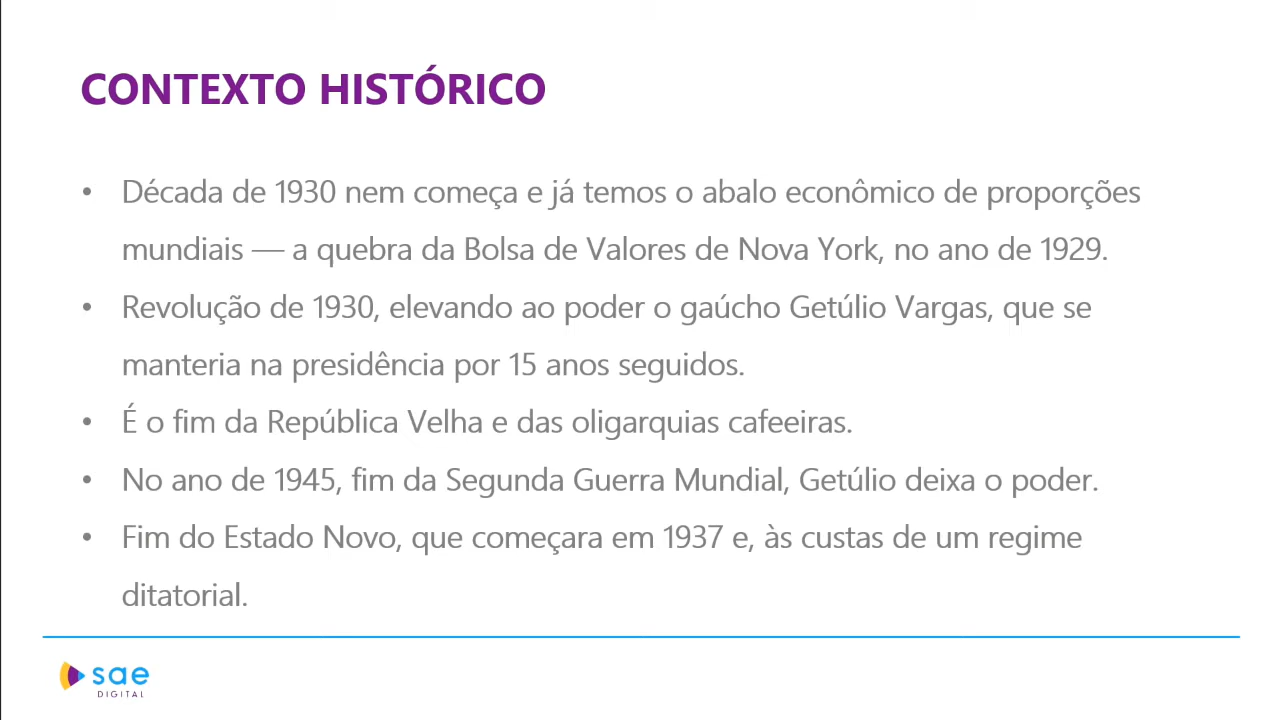 CONTEXTO HISTÓRICO
• Década de 1930 nem começa e já temos o abalo econômico de proporções
mundiais — a quebra da Bolsa de Valores de Nova York, no ano de 1929.
• Revolução de 1930, elevando ao poder o gaúcho Getúlio Vargas, que se
manteria na presidência por 15 anos seguidos.
• É o fim da República Velha e das oligarquias cafeeiras.
• No ano de 1945, fim da Segunda Guerra Mundial, Getúlio deixa o poder.
• Fim do Estado Novo, que começara em 1937 e, às custas de um regime
ditatorial.
sae
DIGITAL